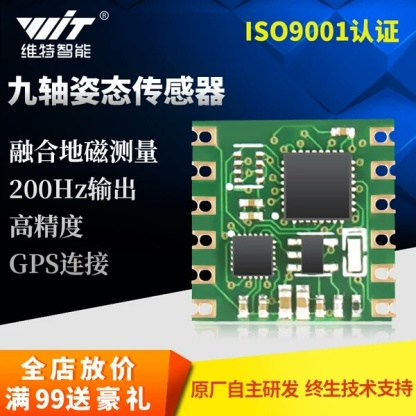 WIT®
维特智能
ISO9001认证
九轴姿态传感器
融合地磁测量
200Hz输出
高精度
GPS连接
全店放价
满99送豪礼
原厂自主研发 终生技术支持